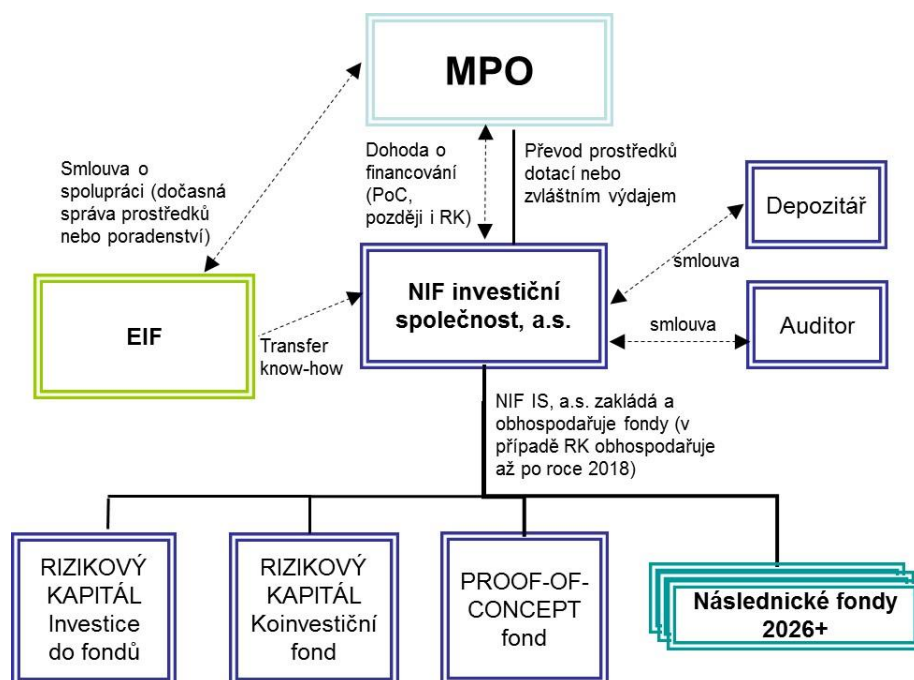 MPO
Smlouva o
spolupráci (dočasná
správa prostředků
nebo poradenství)
Dohoda o
financování
(PoC,
později i RK)
Převod prostředků
dotací nebo
zvláštním výdajem
Depozitář
smlouva
EIF
Transfer
know-how
NIF investiční
společnost, a.s.
smlouva
Auditor
NIF IS, a.s. zakládá a
obhospodařuje fondy (v
případě RK obhospodařuje
až po roce 2018)
RIZIKOVÝ
KAPITÁL
Investice
do fondů
RIZIKOVÝ
KAPITÁL
Koinvestiční
fond
PROOF-OF-
CONCEPT
fond
Následnické fondy
2026+